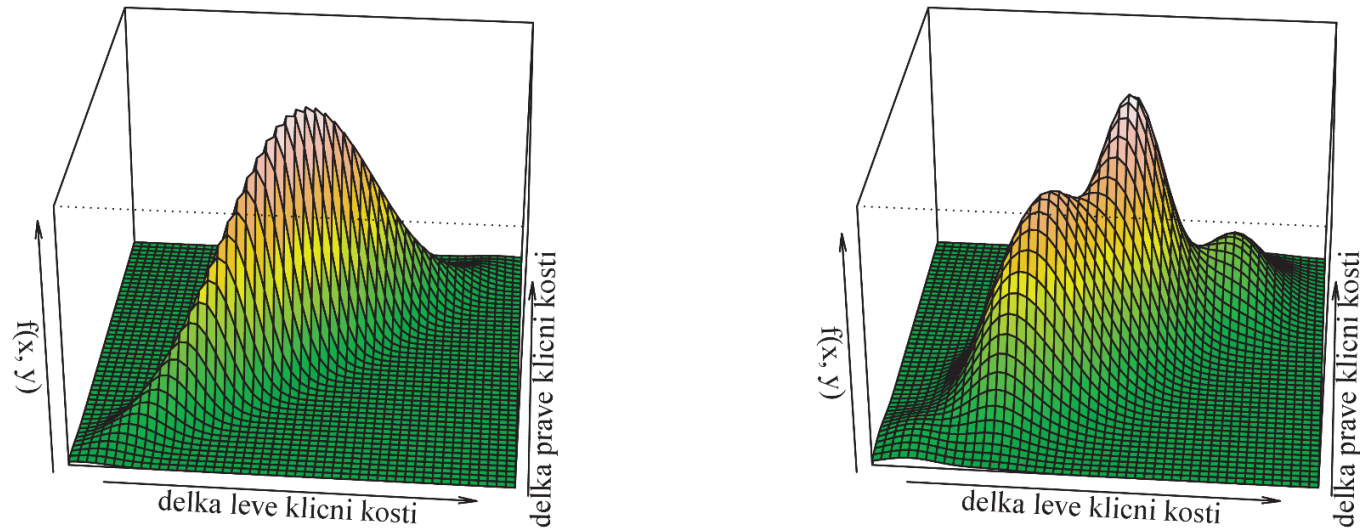 f(x, y)
delka leve klicni kosti
delka prave klicni kosti
f(x, y)
delka leve klicni kosti
delka prave klicni kosti